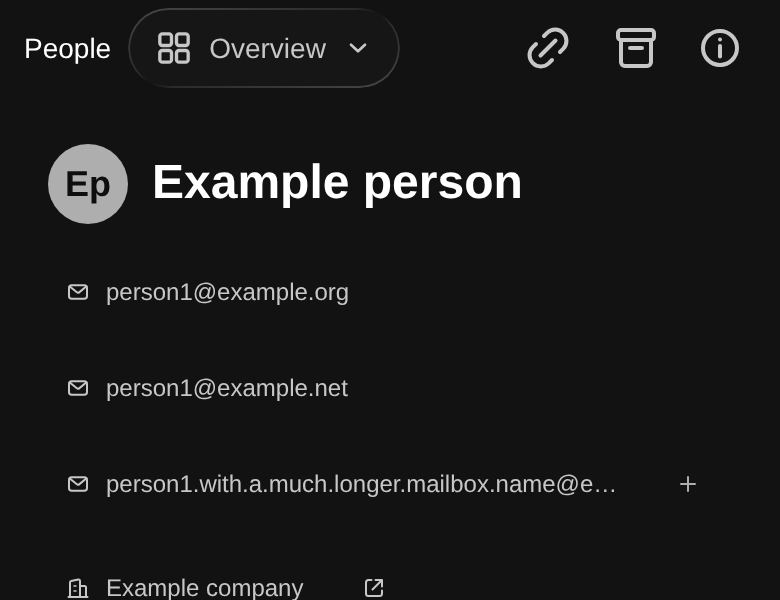 People
Overview
Ep
Example person
person1@example.org
person1@example.net
person1.with.a.much.longer.mailbox.name@e…
Example company